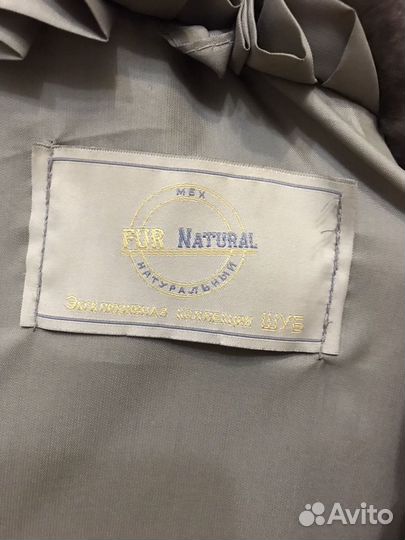 МЕХ
FUR NATURAL
НАТУРАЛЬНЫЙ
Эксклюзивная коллекция ШУБ
Avito